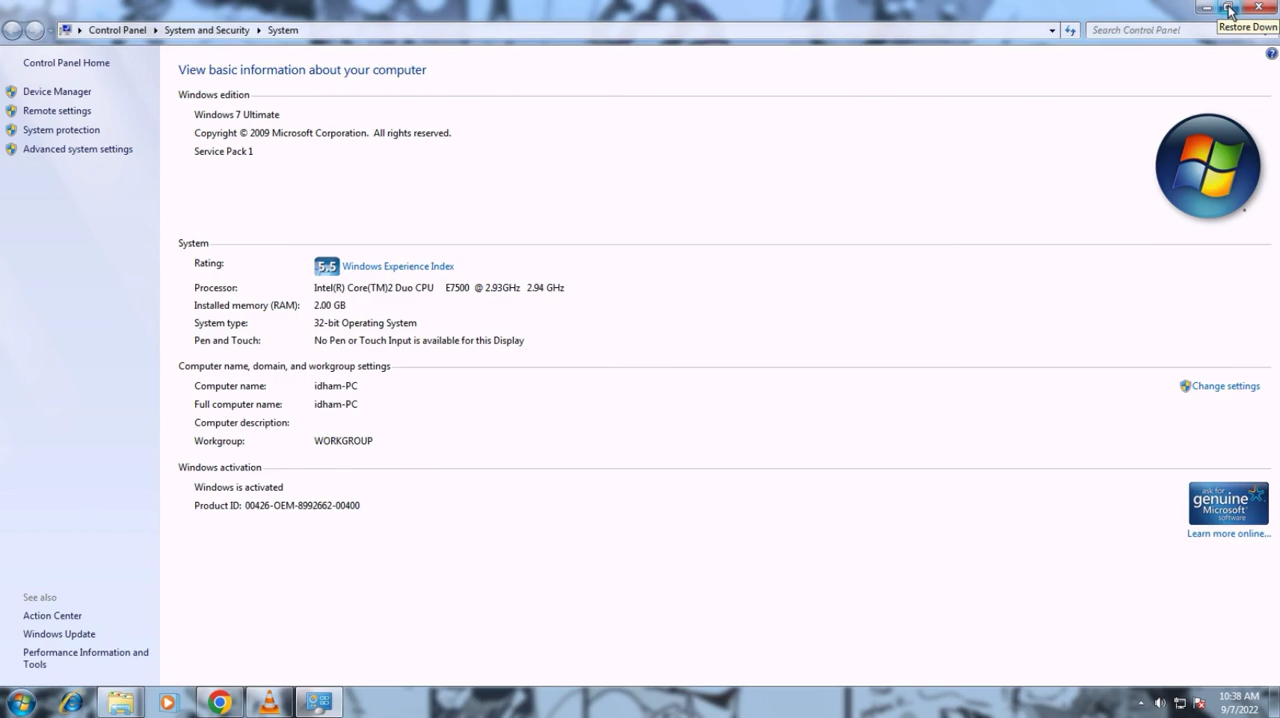 Control Panel System and Security System
Search Control Panel
Restore Down
Control Panel Home
Device Manager
Remote settings
System protection
Advanced system settings
View basic information about your computer
Windows edition
Windows 7 Ultimate
Copyright © 2009 Microsoft Corporation. All rights reserved.
Service Pack 1
System
Rating: 5.5 Windows Experience Index
Processor: Intel(R) Core(TM)2 Duo CPU E7500 @ 2.93GHz 2.94 GHz
Installed memory (RAM): 2.00 GB
System type: 32-bit Operating System
Pen and Touch: No Pen or Touch Input is available for this Display
Computer name, domain, and workgroup settings
Computer name: idham-PC
Change settings
Full computer name: idham-PC
Computer description:
Workgroup: WORKGROUP
Windows activation
Windows is activated
Product ID: 00426-OEM-8992662-00400
ask for
genuine
Microsoft
software
Learn more online...
See also
Action Center
Windows Update
Performance Information and
Tools
10:38 AM
9/7/2022